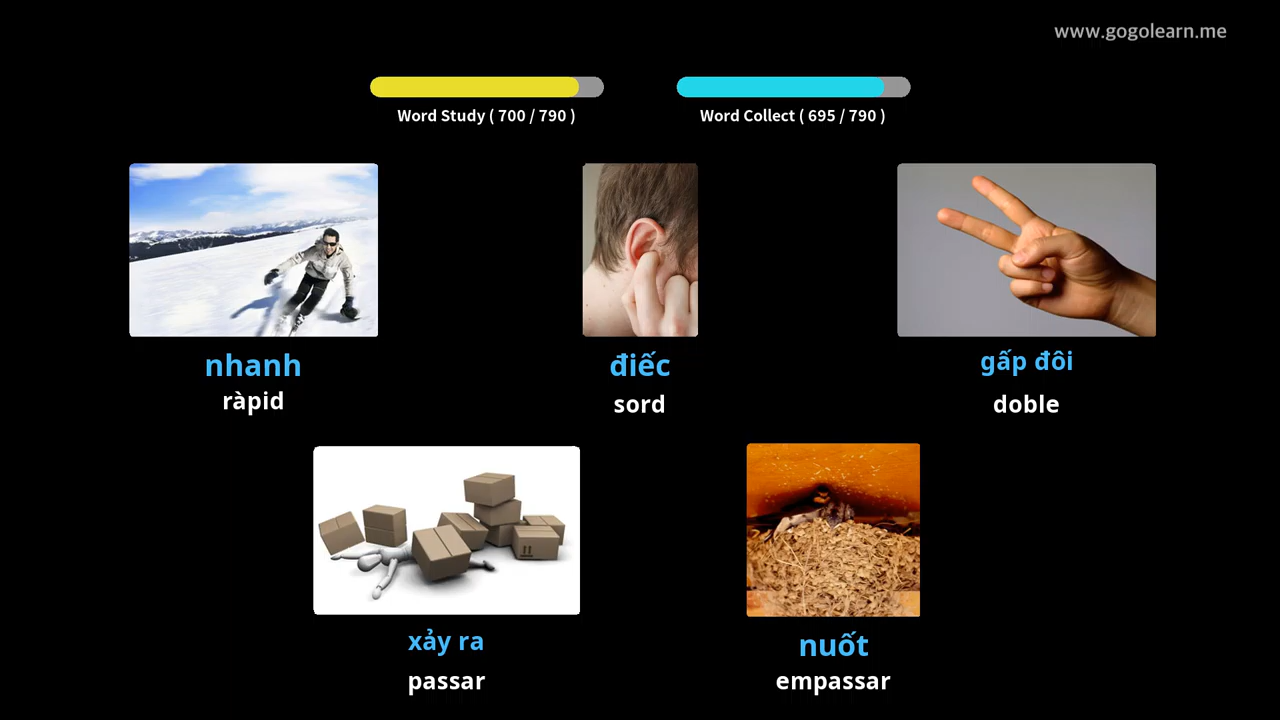 www.gogolearn.me
Word Study ( 700 / 790 )
Word Collect ( 695 / 790 )
nhanh
ràpid
điếc
sord
gấp đôi
doble
xảy ra
passar
nuốt
empassar